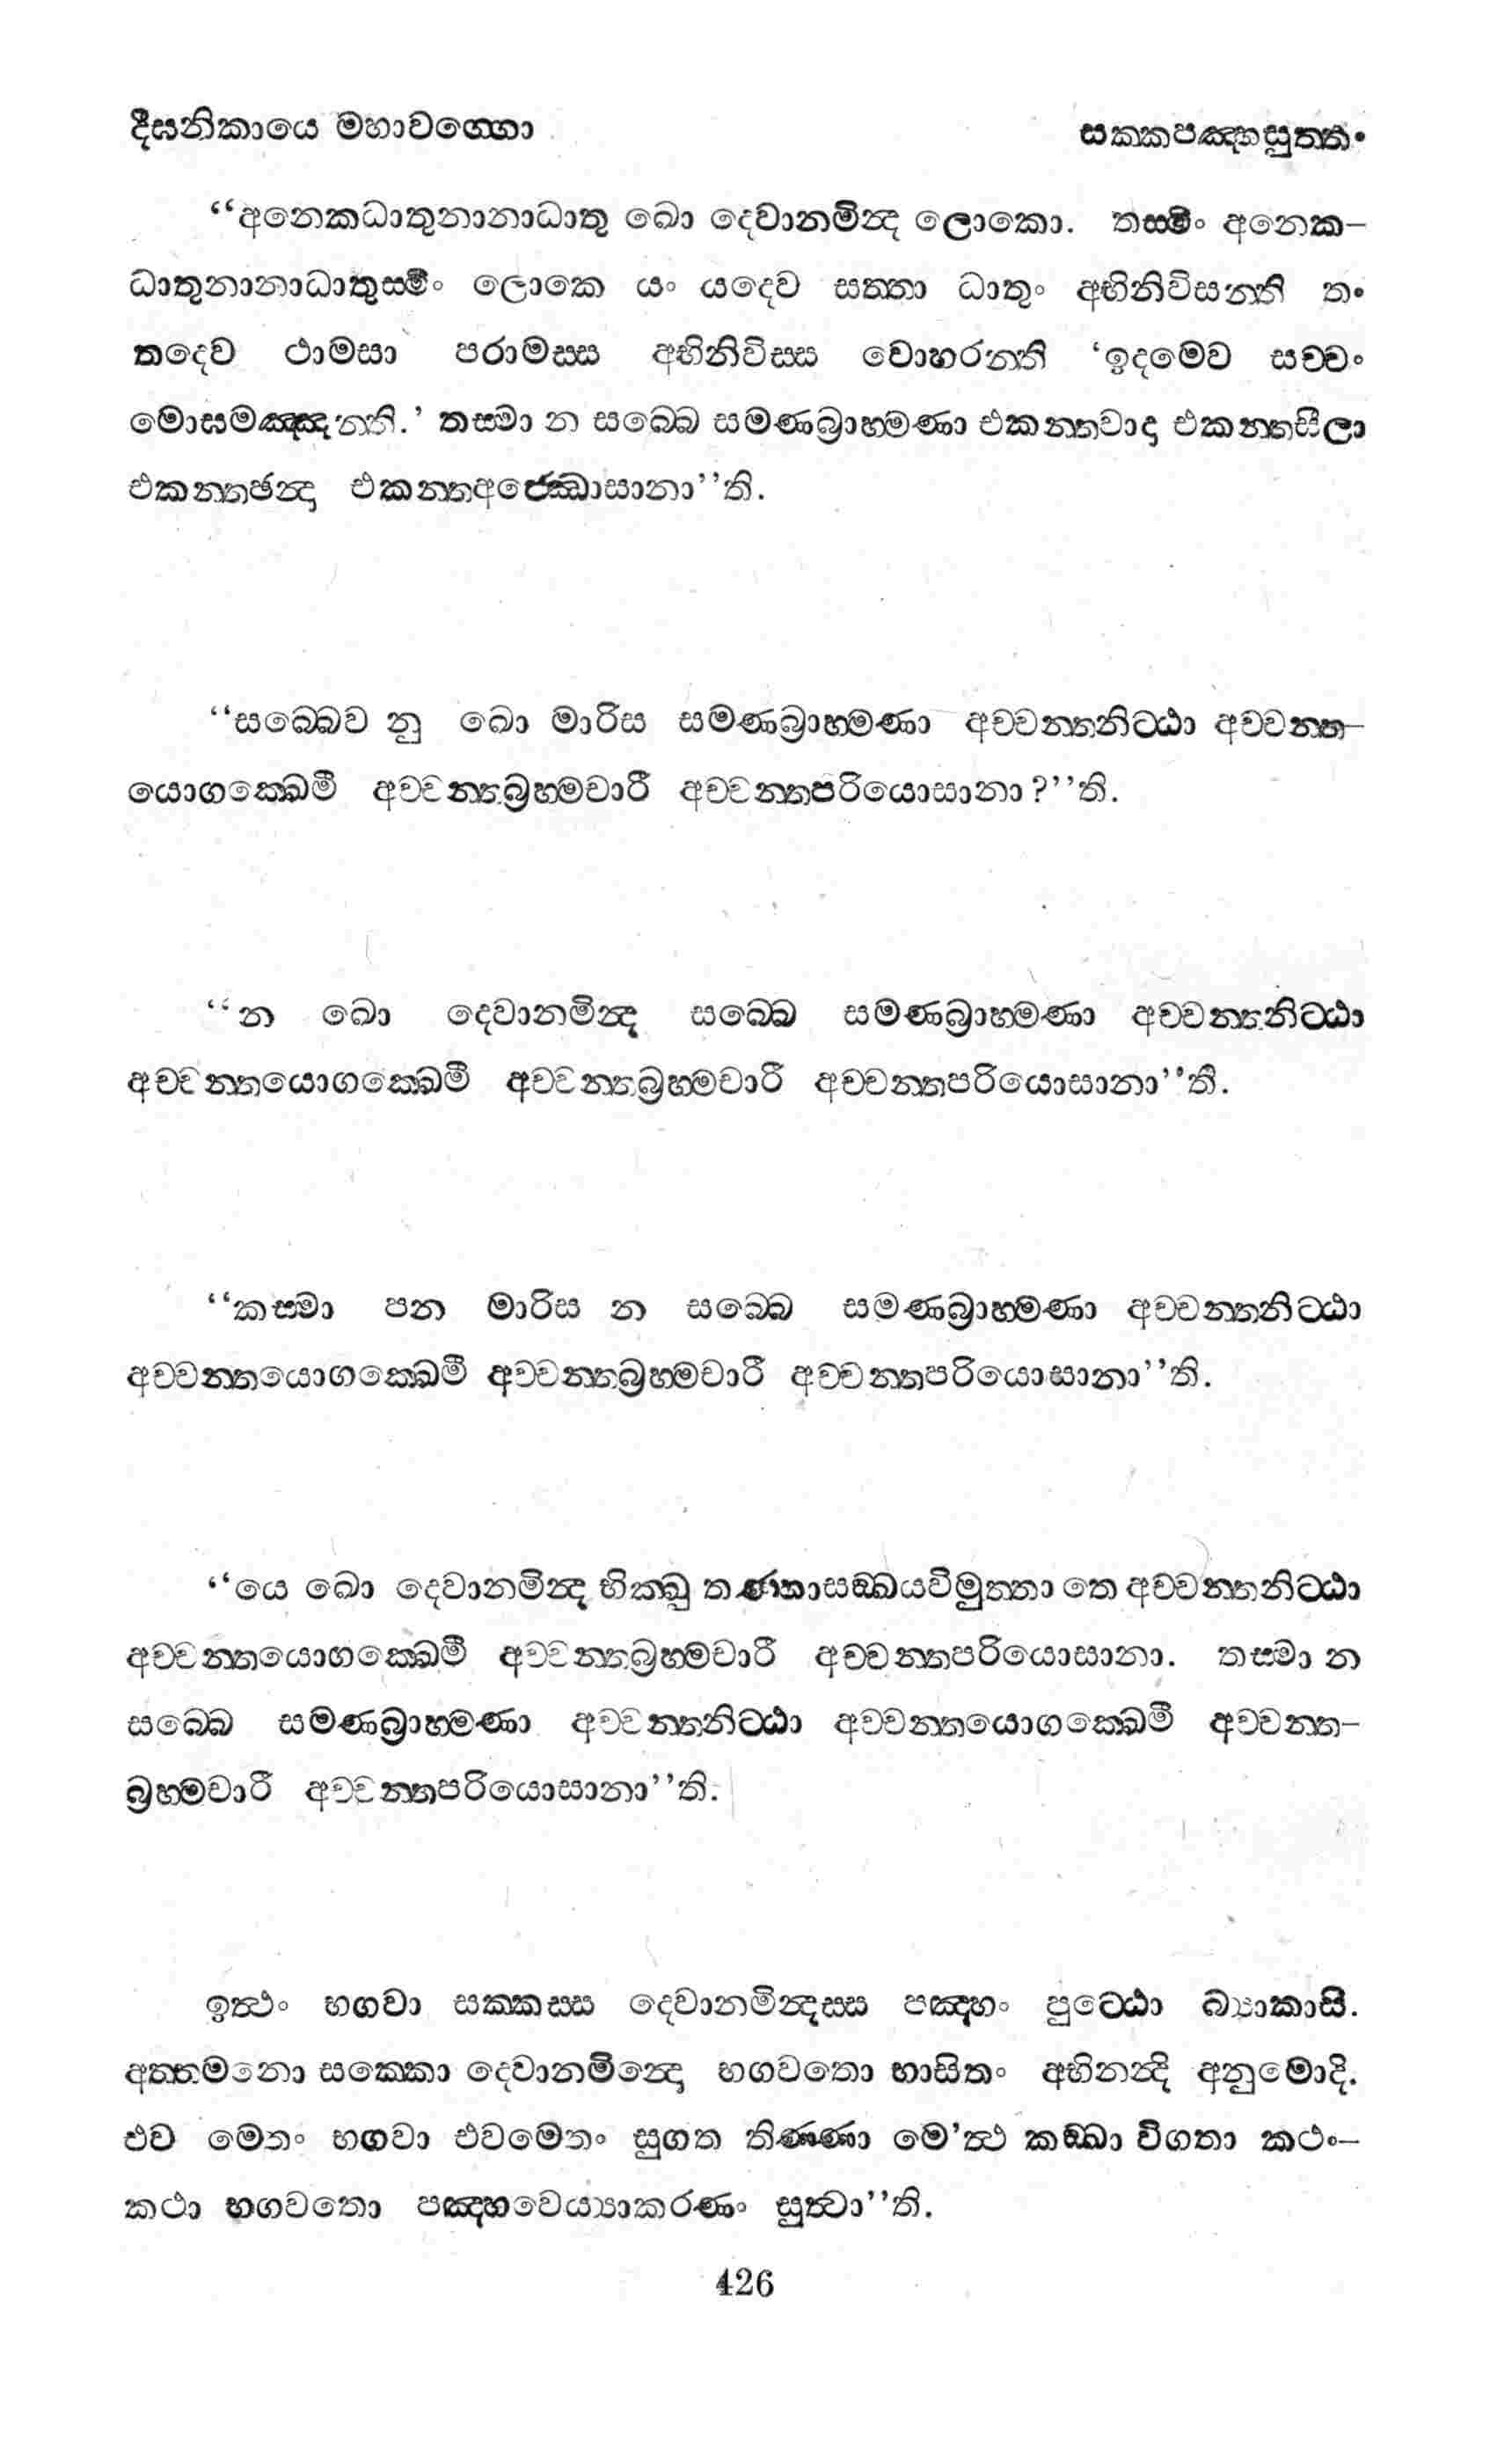 දීඝනිකායෙ මහාවග්ගො
සක්කපඤ්හසුත්තං
“අනෙකධාතුනානාධාතු ඛො දෙවානමින්ද ලොකො. තස්මිං අනෙක-
ධාතුනානාධාතුස්මිං ලොකෙ යං යදෙව සත්තා ධාතුං අභිනිවිසන්ති තං
තදෙව ථාමසා පරාමස්ස අභිනිවිස්ස වොහරන්ති ‘ඉදමෙව සච්චං
මොඝමඤ්ඤන්ති.’ තස්මා න සබ්බෙ සමණබ්‍රාහ්මණා එකන්තවාදා එකන්තසීලා
එකන්තඡන්දා එකන්තඅජ්ඣොසානා’’ති.
“සබ්බෙව නු ඛො මාරිස සමණබ්‍රාහ්මණා අච්චන්තනිට්ඨා අච්චන්ත-
යොගක්ඛෙමී අච්චන්තබ්‍රහ්මචාරී අච්චන්තපරියොසානා?’’ති.
“න ඛො දෙවානමින්ද සබ්බෙ සමණබ්‍රාහ්මණා අච්චන්තනිට්ඨා
අච්චන්තයොගක්ඛෙමී අච්චන්තබ්‍රහ්මචාරී අච්චන්තපරියොසානා’’ති.
“කස්මා පන මාරිස න සබ්බෙ සමණබ්‍රාහ්මණා අච්චන්තනිට්ඨා
අච්චන්තයොගක්ඛෙමී අච්චන්තබ්‍රහ්මචාරී අච්චන්තපරියොසානා’’ති.
“යෙ ඛො දෙවානමින්ද භික්ඛූ තණ්හාසඞ්ඛයවිමුත්තා තෙ අච්චන්තනිට්ඨා
අච්චන්තයොගක්ඛෙමී අච්චන්තබ්‍රහ්මචාරී අච්චන්තපරියොසානා. තස්මා න
සබ්බෙ සමණබ්‍රාහ්මණා අච්චන්තනිට්ඨා අච්චන්තයොගක්ඛෙමී අච්චන්ත-
බ්‍රහ්මචාරී අච්චන්තපරියොසානා’’ති.
ඉත්ථං භගවා සක්කස්ස දෙවානමින්දස්ස පඤ්හං පුට්ඨො බ්‍යාකාසි.
අත්තමනො සක්කො දෙවානමින්දො භගවතො භාසිතං අභිනන්දි අනුමොදි.
එව මෙතං භගවා එවමෙතං සුගත තිණ්ණා මෙ’ත්ථ කඞ්ඛා විගතා කථං-
කථා භගවතො පඤ්හවෙය්‍යාකරණං සුත්වා’’ති.
426